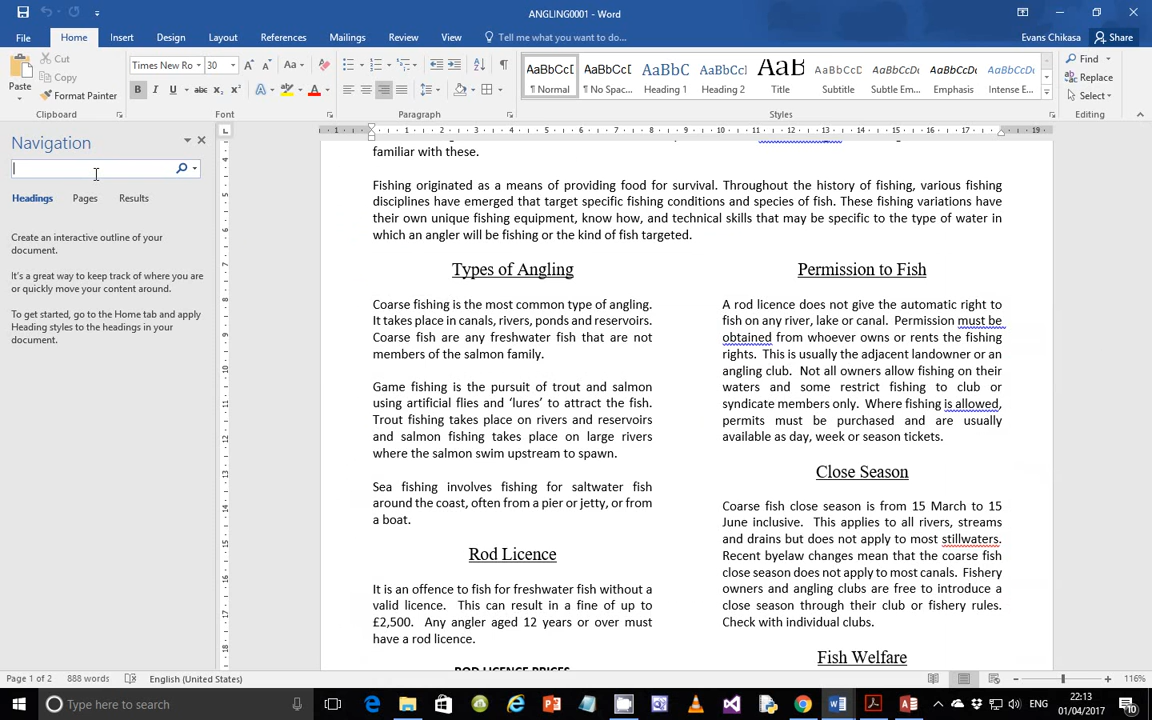 ANGLING0001 - Word
File Home Insert Design Layout References Mailings Review View Tell me what you want to do... Evans Chikasa Share
Paste
Cut
Copy
Format Painter
Clipboard
Times New Ro 30
Font
Paragraph
AaBbCcD AaBbCcD AaBbC AaBbCcC AaB AaBbCcD AaBbCcDc AaBbCcDc AaBbCcDc
¶ Normal ¶ No Spac... Heading 1 Heading 2 Title Subtitle Subtle Em... Emphasis Intense E...
Styles
Find
Replace
Select
Editing
Navigation
Headings Pages Results
Create an interactive outline of your
document.
It's a great way to keep track of where you are
or quickly move your content around.
To get started, go to the Home tab and apply
Heading styles to the headings in your
document.
familiar with these.
Fishing originated as a means of providing food for survival. Throughout the history of fishing, various fishing
disciplines have emerged that target specific fishing conditions and species of fish. These fishing variations have
their own unique fishing equipment, know how, and technical skills that may be specific to the type of water in
which an angler will be fishing or the kind of fish targeted.
Types of Angling
Coarse fishing is the most common type of angling.
It takes place in canals, rivers, ponds and reservoirs.
Coarse fish are any freshwater fish that are not
members of the salmon family.
Game fishing is the pursuit of trout and salmon
using artificial flies and ‘lures’ to attract the fish.
Trout fishing takes place on rivers and reservoirs
and salmon fishing takes place on large rivers
where the salmon swim upstream to spawn.
Sea fishing involves fishing for saltwater fish
around the coast, often from a pier or jetty, or from
a boat.
Rod Licence
It is an offence to fish for freshwater fish without a
valid licence. This can result in a fine of up to
£2,500. Any angler aged 12 years or over must
have a rod licence.
ROD LICENCE PRICES
Permission to Fish
A rod licence does not give the automatic right to
fish on any river, lake or canal. Permission must be
obtained from whoever owns or rents the fishing
rights. This is usually the adjacent landowner or an
angling club. Not all owners allow fishing on their
waters and some restrict fishing to club or
syndicate members only. Where fishing is allowed,
permits must be purchased and are usually
available as day, week or season tickets.
Close Season
Coarse fish close season is from 15 March to 15
June inclusive. This applies to all rivers, streams
and drains but does not apply to most stillwaters.
Recent byelaw changes mean that the coarse fish
close season does not apply to most canals. Fishery
owners and angling clubs are free to introduce a
close season through their club or fishery rules.
Check with individual clubs.
Fish Welfare
Page 1 of 2 888 words English (United States) 116%
Type here to search
ENG
22:13
01/04/2017
10